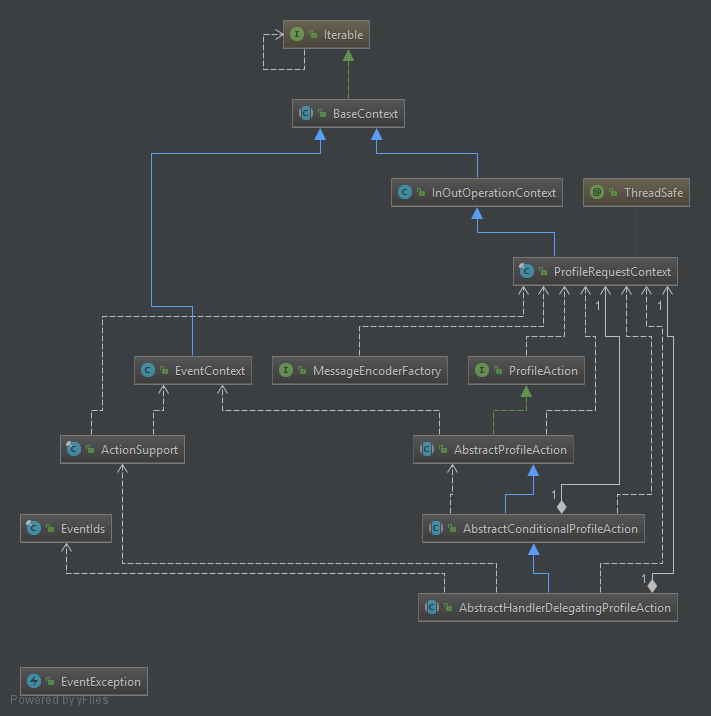 Iterable
BaseContext
InOutOperationContext
ThreadSafe
ProfileRequestContext
1
1
EventContext
MessageEncoderFactory
ProfileAction
ActionSupport
AbstractProfileAction
1
EventIds
AbstractConditionalProfileAction
1
AbstractHandlerDelegatingProfileAction
EventException
Powered by yFiles